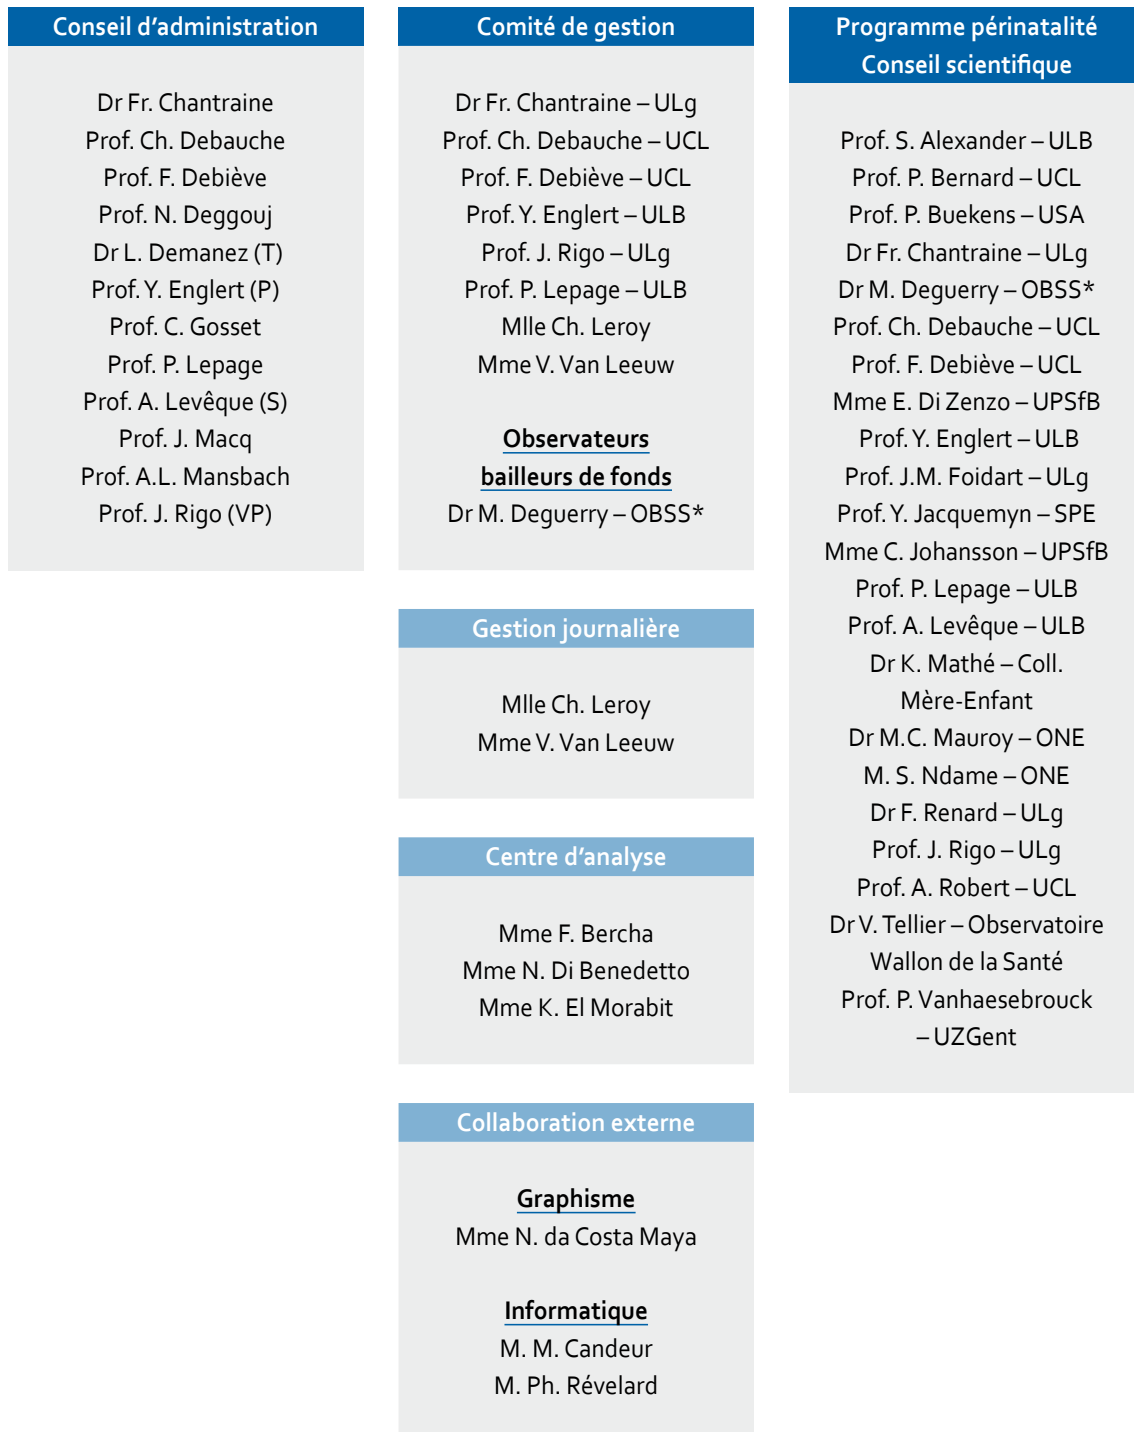 Conseil d'administration
Dr Fr. Chantraine
Prof. Ch. Debauche
Prof. F. Debiève
Prof. N. Deggouj
Dr L. Demanez (T)
Prof. Y. Englert (P)
Prof. C. Gosset
Prof. P. Lepage
Prof. A. Levêque (S)
Prof. J. Macq
Prof. A.L. Mansbach
Prof. J. Rigo (VP)
Comité de gestion
Dr Fr. Chantraine – ULg
Prof. Ch. Debauche – UCL
Prof. F. Debiève – UCL
Prof. Y. Englert – ULB
Prof. J. Rigo – ULg
Prof. P. Lepage – ULB
Mlle Ch. Leroy
Mme V. Van Leeuw
Observateurs
bailleurs de fonds
Dr M. Deguerry – OBSS*
Gestion journalière
Mlle Ch. Leroy
Mme V. Van Leeuw
Centre d'analyse
Mme F. Bercha
Mme N. Di Benedetto
Mme K. El Morabit
Collaboration externe
Graphisme
Mme N. da Costa Maya
Informatique
M. M. Candeur
M. Ph. Révelard
Programme périnatalité
Conseil scientifique
Prof. S. Alexander – ULB
Prof. P. Bernard – UCL
Prof. P. Buekens – USA
Dr Fr. Chantraine – ULg
Dr M. Deguerry – OBSS*
Prof. Ch. Debauche – UCL
Prof. F. Debiève – UCL
Mme E. Di Zenzo – UPSfB
Prof. Y. Englert – ULB
Prof. J.M. Foidart – ULg
Prof. Y. Jacquemyn – SPE
Mme C. Johansson – UPSfB
Prof. P. Lepage – ULB
Prof. A. Levêque – ULB
Dr K. Mathé – Coll.
Mère-Enfant
Dr M.C. Mauroy – ONE
M. S. Ndame – ONE
Dr F. Renard – ULg
Prof. J. Rigo – ULg
Prof. A. Robert – UCL
Dr V. Tellier – Observatoire
Wallon de la Santé
Prof. P. Vanhaesebrouck
– UZGent